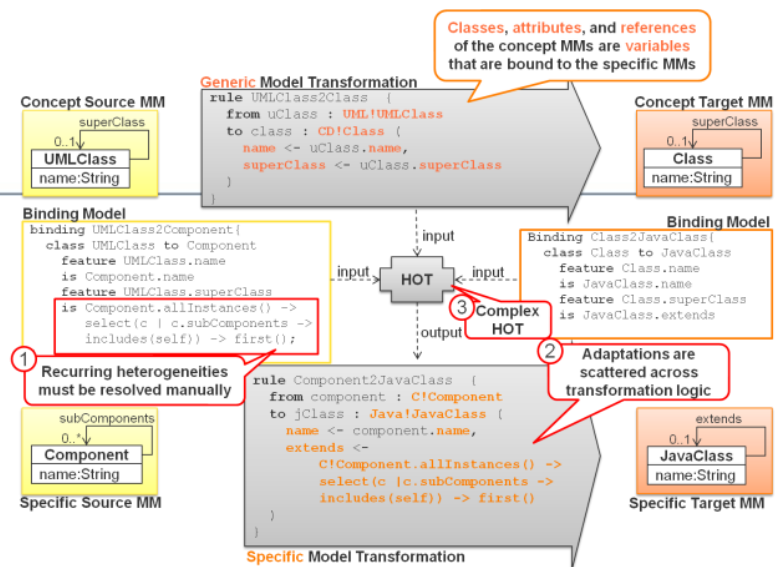 Classes, attributes, and references
of the concept MMs are variables
that are bound to the specific MMs
Generic Model Transformation
Concept Source MM
superClass
0..1
UMLClass
name:String
rule UMLClass2Class {
from uClass : UML!UMLClass
to class : CD!Class (
name <- uClass.name,
superClass <- uClass.superClass
)
}
Concept Target MM
superClass
0..1
Class
name:String
Binding Model
binding UMLClass2Component{
class UMLClass to Component
feature UMLClass.name
is Component.name
feature UMLClass.superClass
is Component.allInstances() ->
select(c | c.subComponents ->
includes(self)) -> first();
input
input
HOT
input
output
Binding Model
Binding Class2JavaClass{
class Class to JavaClass
feature Class.name
is JavaClass.name
feature Class.superClass
is JavaClass.extends
1
Recurring heterogeneities
must be resolved manually
3
Complex
HOT
2
Adaptations are
scattered across
transformation logic
subComponents
0..*
Component
name:String
Specific Source MM
rule Component2JavaClass {
from component : C!Component
to jClass : Java!JavaClass (
name <- component.name,
extends <-
C!Component.allInstances() ->
select(c |c.subComponents ->
includes(self)) -> first()
)
}
Specific Model Transformation
extends
0..1
JavaClass
name:String
Specific Target MM